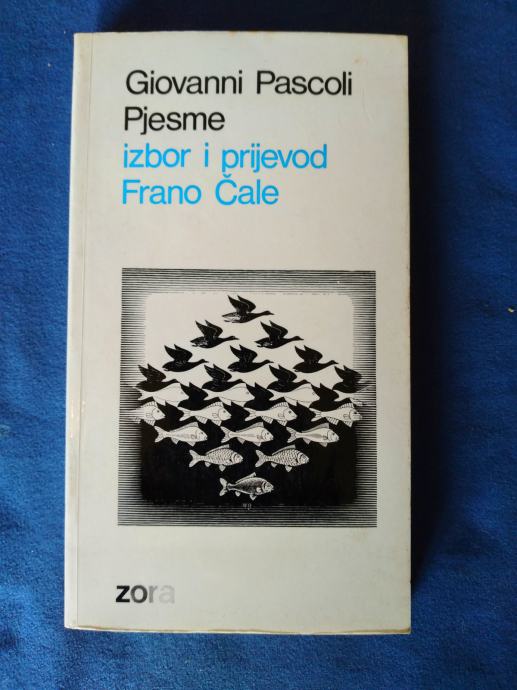 Giovanni Pascoli
Pjesme
izbor i prijevod
Frano Čale
zora